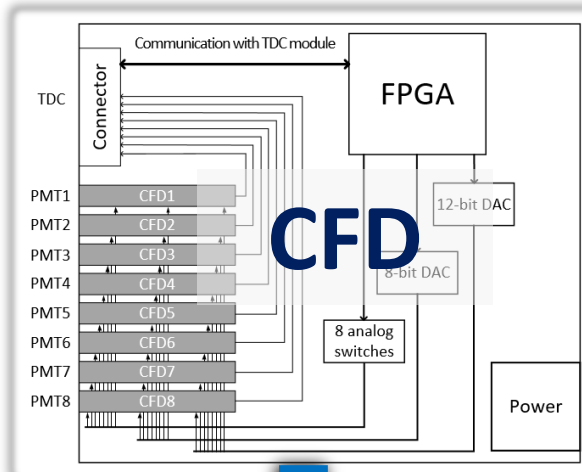 Communication with TDC module
TDC
Connector
FPGA
PMT1 CFD1
PMT2 CFD2
PMT3 CFD3
PMT4 CFD4
PMT5 CFD5
PMT6 CFD6
PMT7 CFD7
PMT8 CFD8
CFD
12-bit DAC
8-bit DAC
8 analog
switches
Power